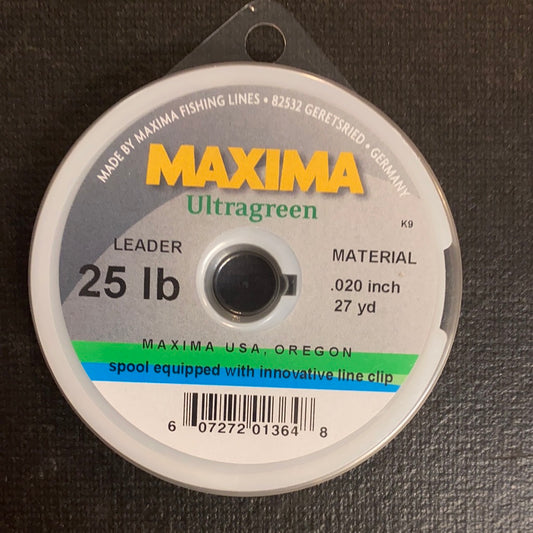 MADE BY MAXIMA FISHING LINES • 82532 GERETSRIED • GERMANY
MAXIMA
Ultragreen
K9
LEADER
25 lb
MATERIAL
.020 inch
27 yd
MAXIMA USA, OREGON
spool equipped with innovative line clip
6 07272 01364 8